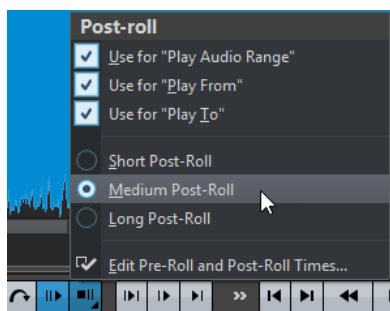 Post-roll
Use for "Play Audio Range"
Use for "Play From"
Use for "Play To"
Short Post-Roll
Medium Post-Roll
Long Post-Roll
Edit Pre-Roll and Post-Roll Times...